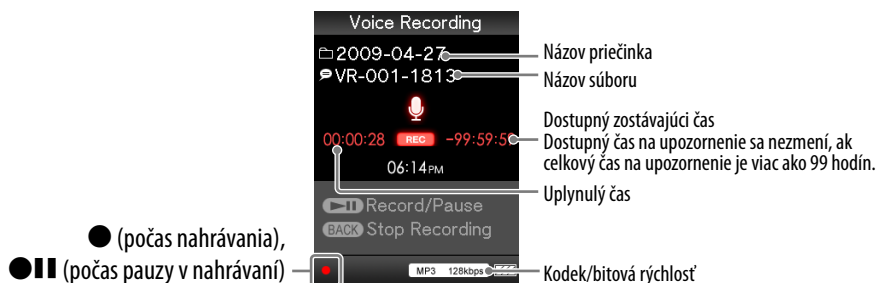 Voice Recording
2009-04-27
Názov priečinka
VR-001-1813
Názov súboru
Dostupný zostávajúci čas
Dostupný čas na upozornenie sa nezmení, ak
celkový čas na upozornenie je viac ako 99 hodín.
00:00:28 REC -99:59:59
06:14PM
Uplynulý čas
Record/Pause
BACK Stop Recording
(počas nahrávania),
(počas pauzy v nahrávaní)
MP3 128kbps
Kodek/bitová rýchlosť